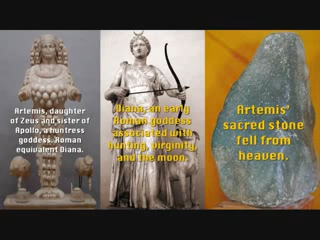 Artemis, daughter
of Zeus and sister of
Apollo, a huntress
goddess. Roman
equivalent Diana.
Diana, an early
Roman goddess
associated with
hunting, virginity,
and the moon.
Artemis'
sacred stone
fell from
heaven.